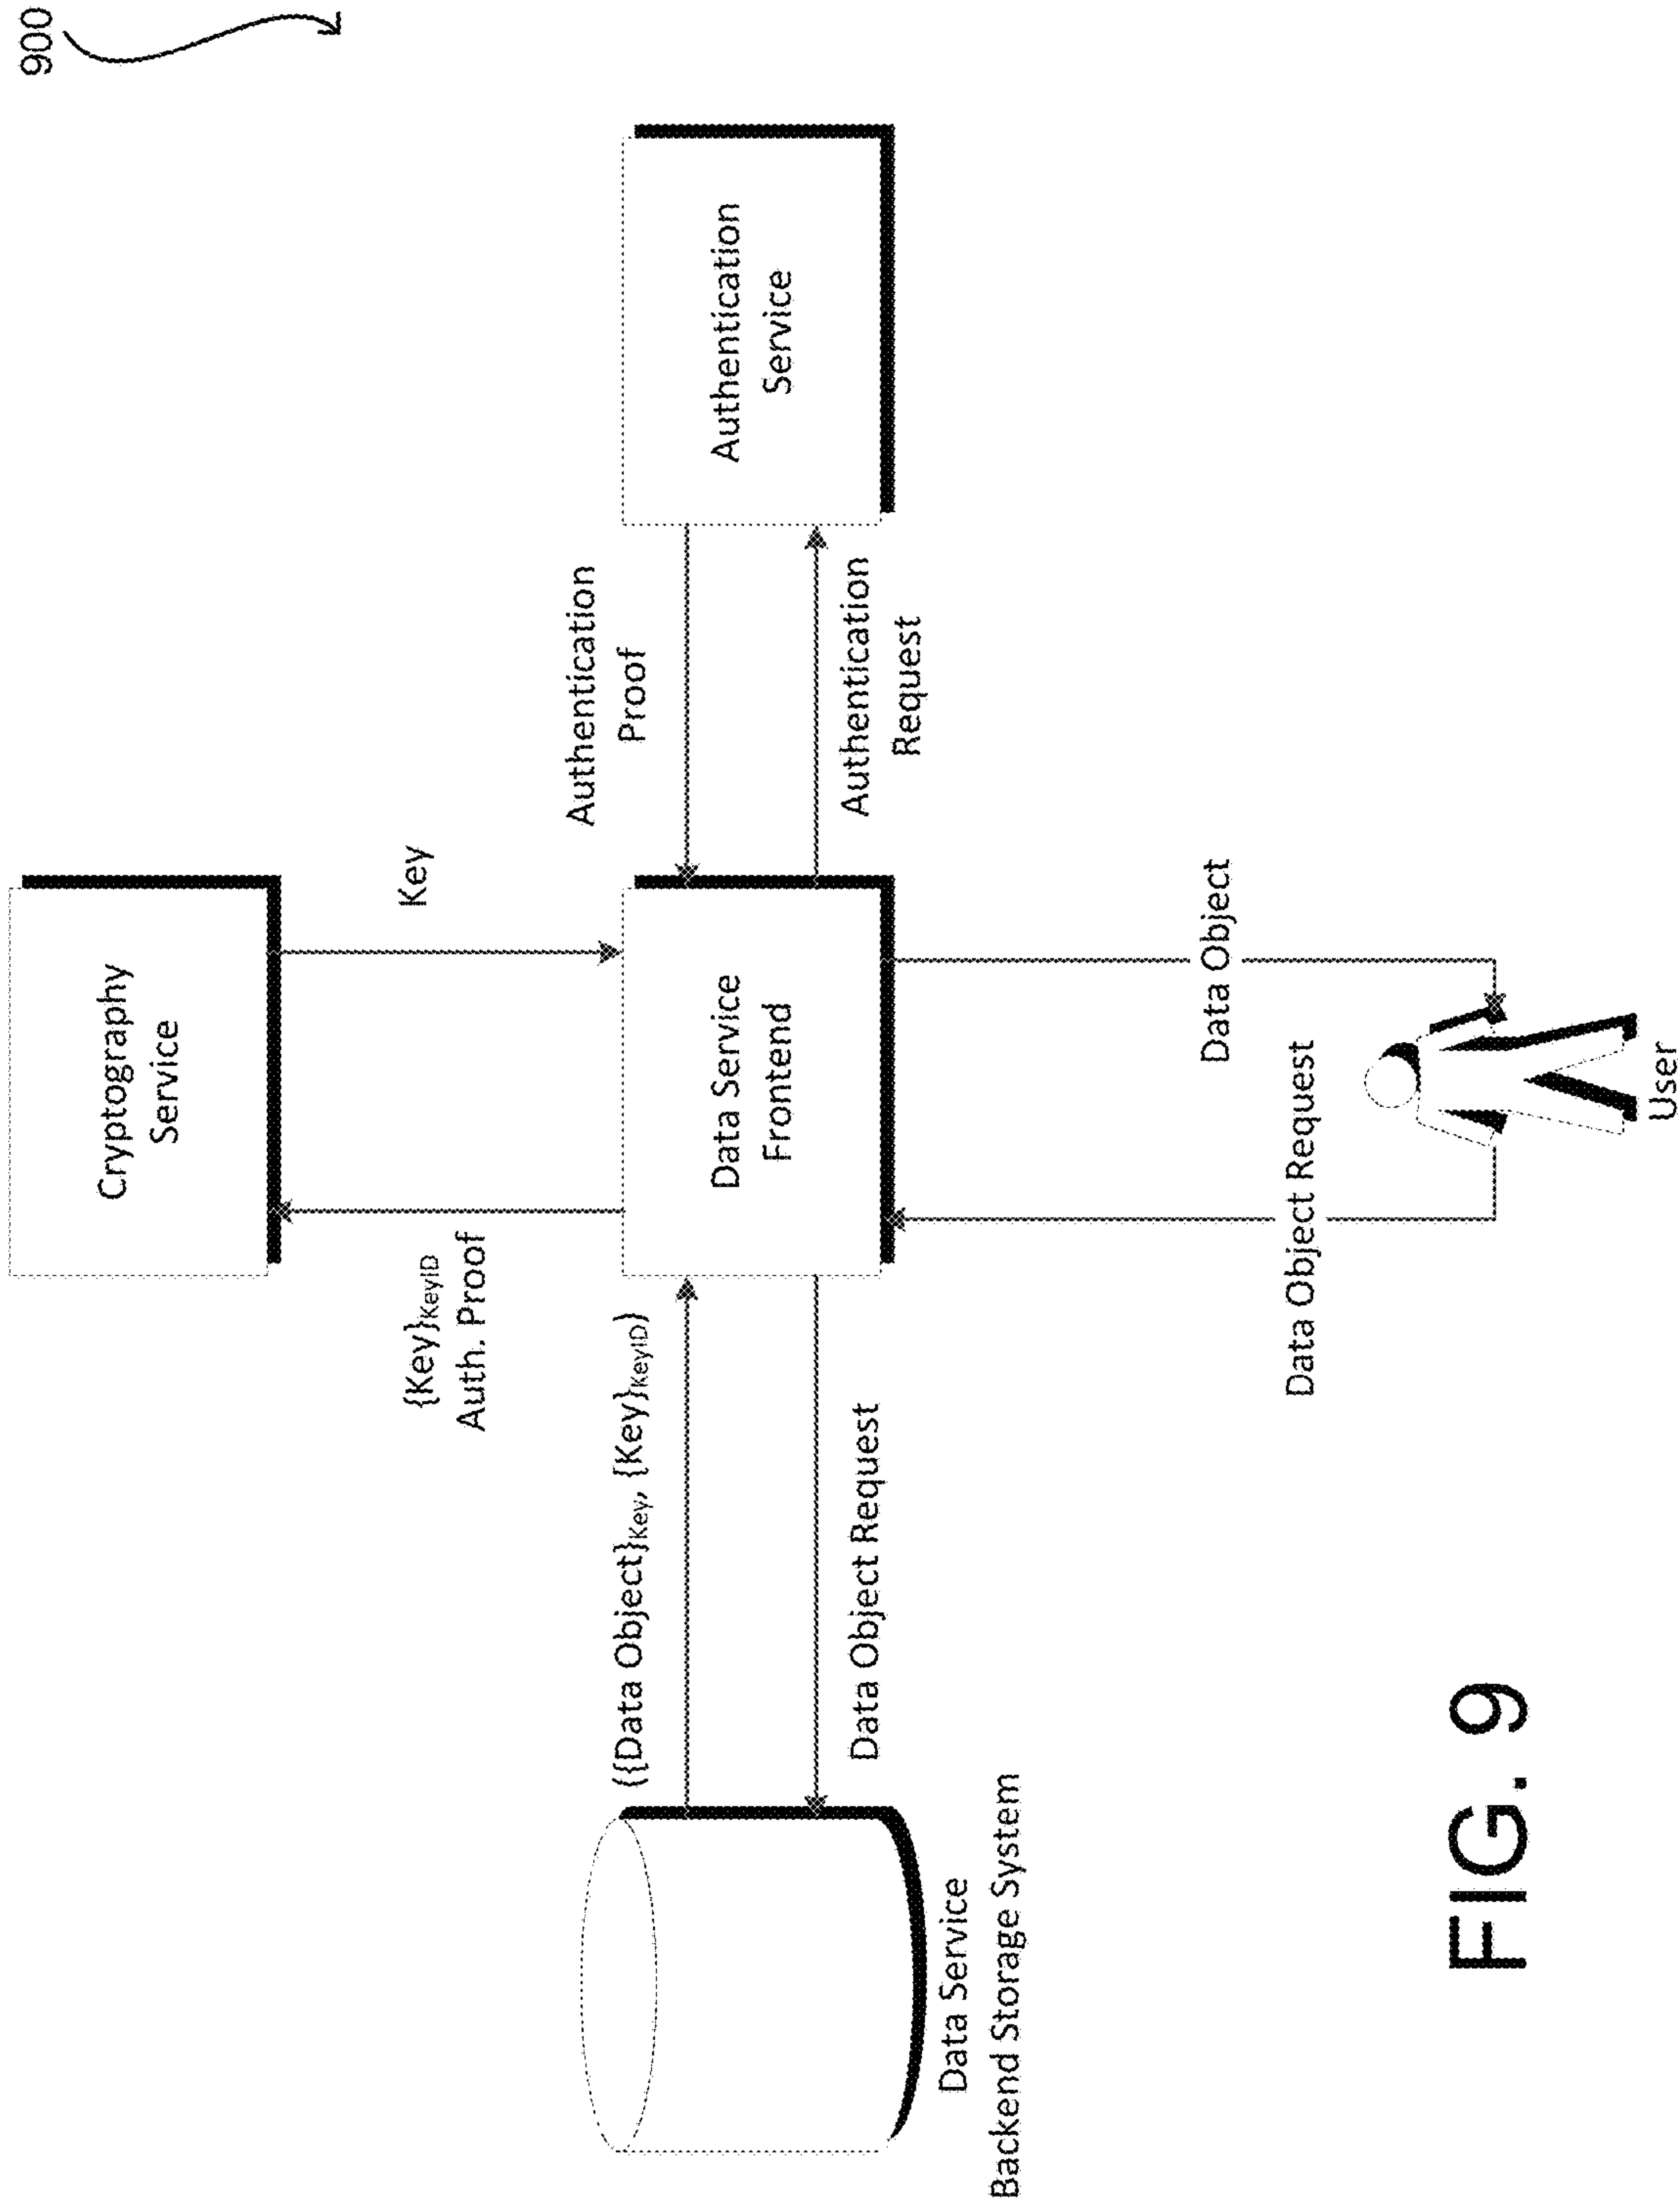 900
Cryptography
Service
{Key}KeyID
Auth. Proof
Key
({Data Object}Key, {Key}KeyID)
Data Object Request
Data Service
Backend Storage System
Data Service
Frontend
Authentication
Proof
Authentication
Request
Authentication
Service
Data Object Request
Data Object
User
FIG. 9